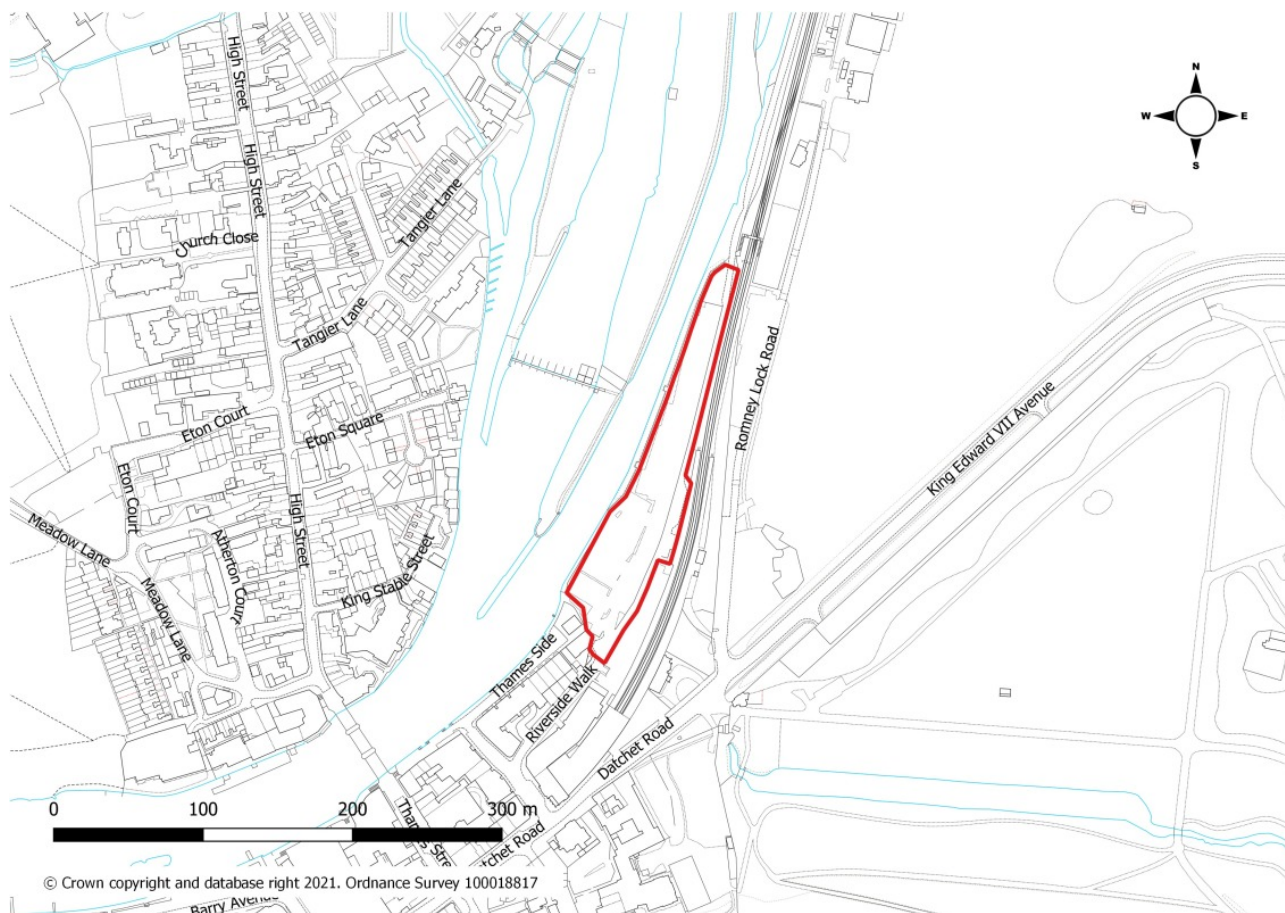 High Street
N
W
E
S
High Street
Tangier Lane
Church Close
Tangier Lane
Romney Lock Road
King Edward VII Avenue
Eton Court
Eton Square
Eton Court
High Street
Meadow Lane
Atherton Court
King Stable Street
Meadow Lane
Thames Side
Riverside Walk
Datchet Road
0
100
200
300 m
© Crown copyright and database right 2021. Ordnance Survey 100018817
Barry Avenue